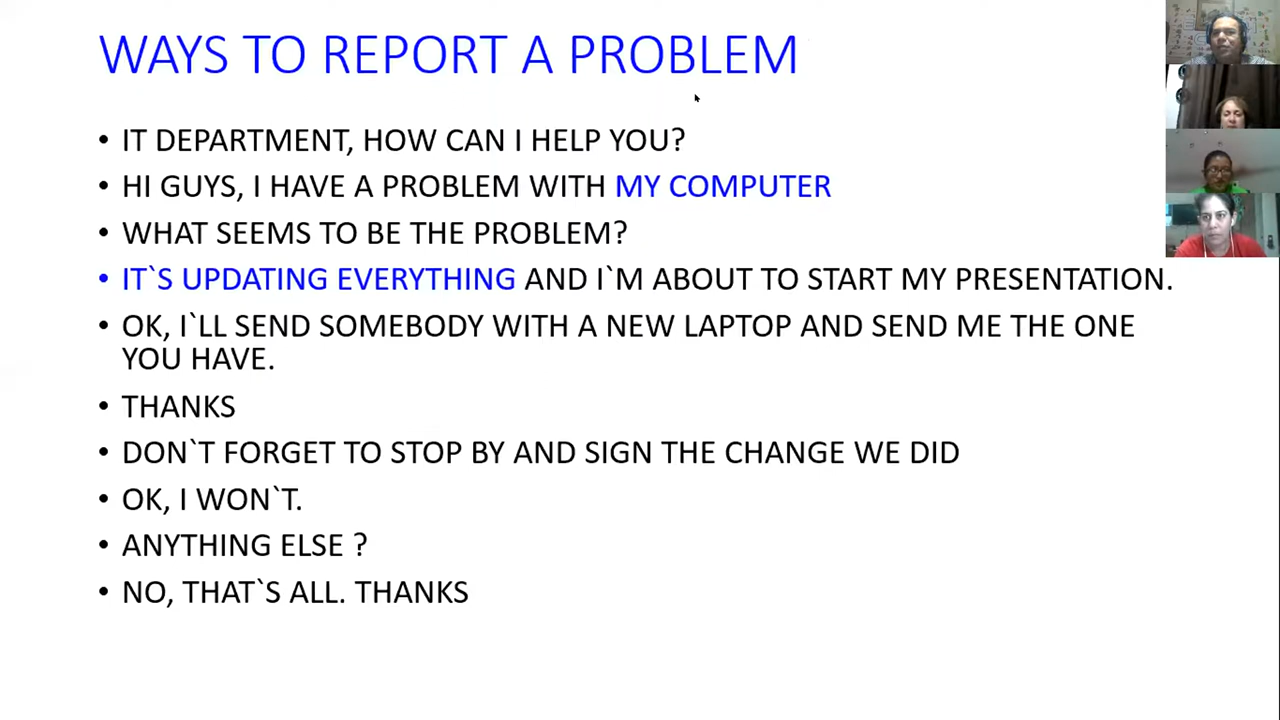 WAYS TO REPORT A PROBLEM
• IT DEPARTMENT, HOW CAN I HELP YOU?
• HI GUYS, I HAVE A PROBLEM WITH MY COMPUTER
• WHAT SEEMS TO BE THE PROBLEM?
• IT`S UPDATING EVERYTHING AND I`M ABOUT TO START MY PRESENTATION.
• OK, I`LL SEND SOMEBODY WITH A NEW LAPTOP AND SEND ME THE ONE
YOU HAVE.
• THANKS
• DON`T FORGET TO STOP BY AND SIGN THE CHANGE WE DID
• OK, I WON`T.
• ANYTHING ELSE ?
• NO, THAT`S ALL. THANKS